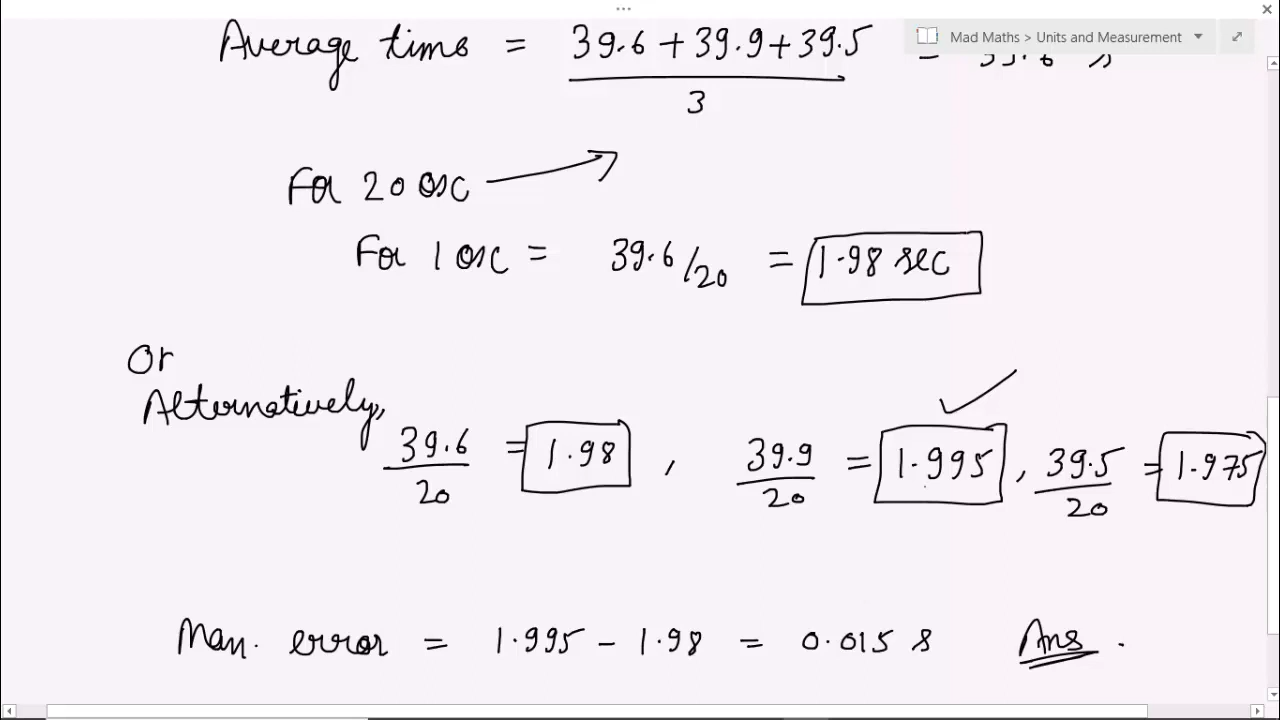 Mad Maths > Units and Measurement
Average time = 39.6 + 39.9 + 39.5 / 3 =
For 20 osc
For 1 osc = 39.6/20 = 1.98 sec
Or
Alternatively,
39.6/20 = 1.98 , 39.9/20 = 1.995 , 39.5/20 = 1.975
Max. error = 1.995 - 1.98 = 0.015 s Ans.